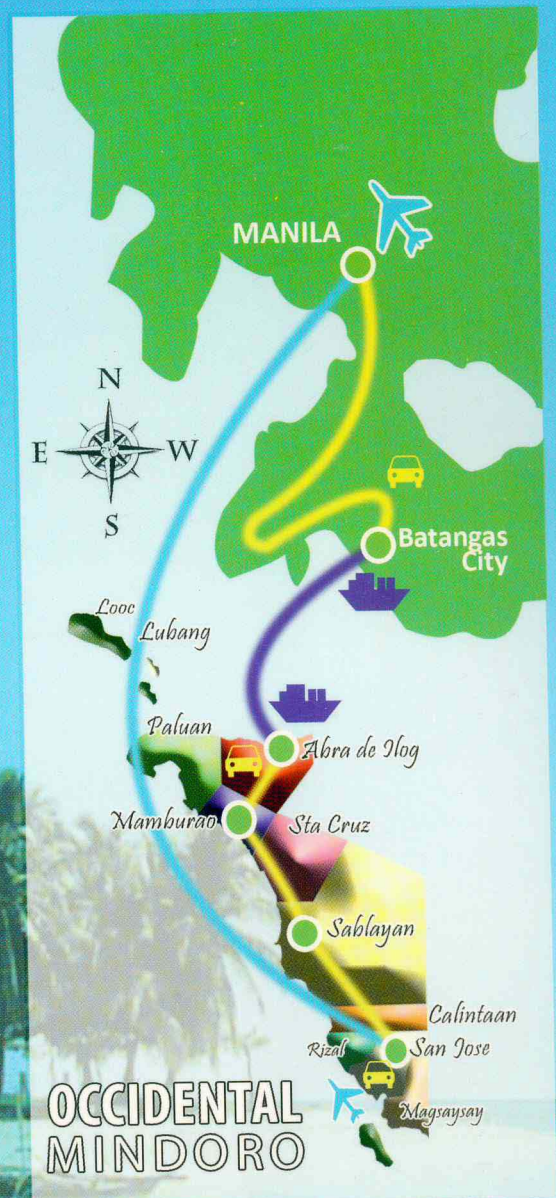 MANILA
N
E W
S
Batangas
City
Looc
Lubang
Paluan
Abra de Ilog
Mamburao
Sta Cruz
Sablayan
Calintaan
Rizal
San Jose
Magsaysay
OCCIDENTAL
MINDORO